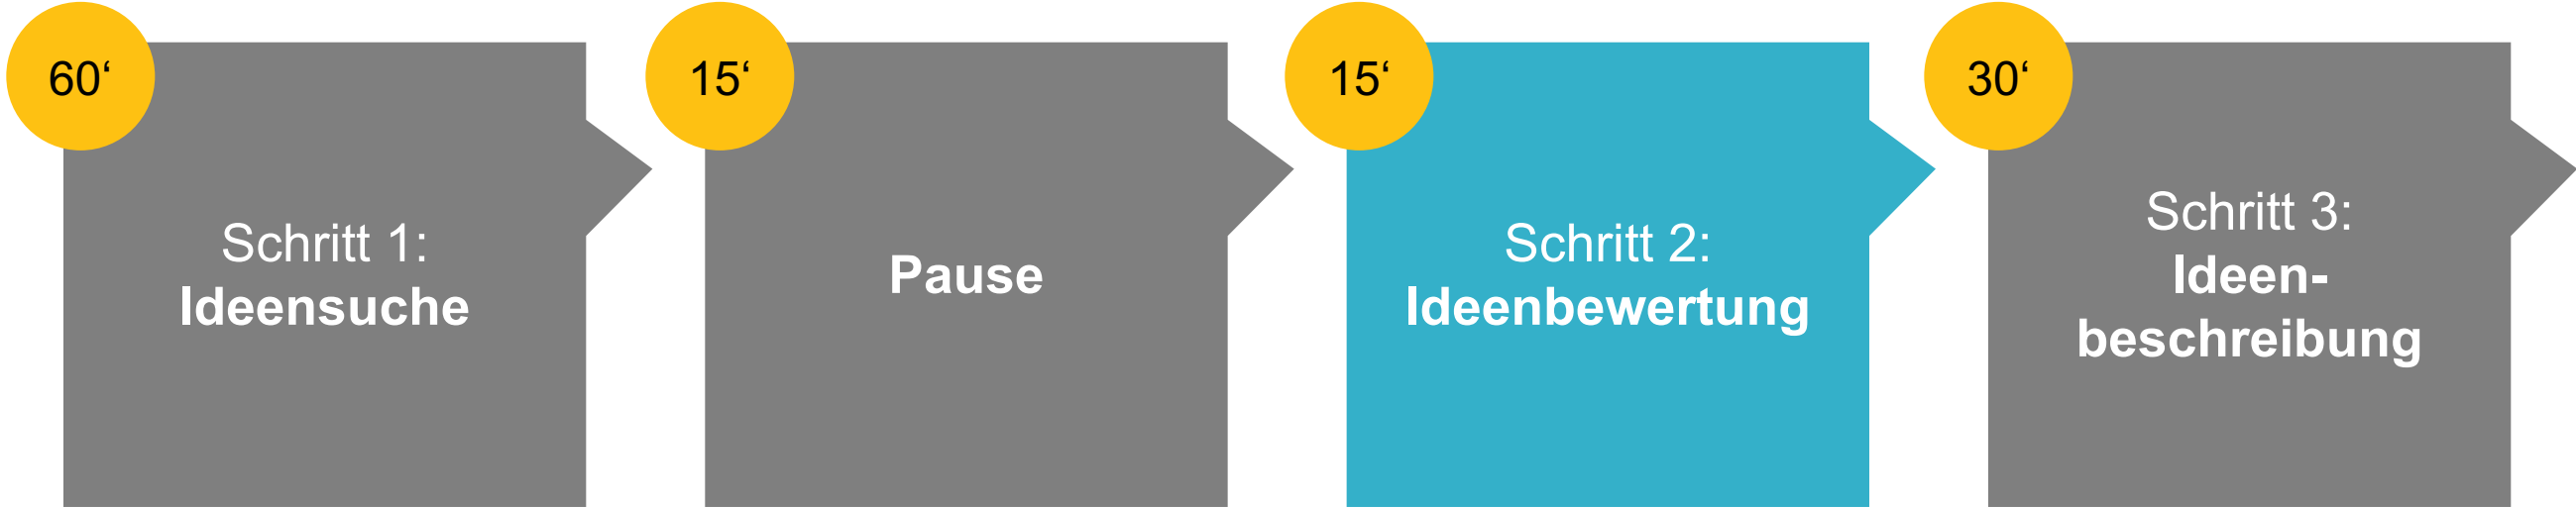 60‘
Schritt 1:
Ideensuche
15‘
Pause
15‘
Schritt 2:
Ideenbewertung
30‘
Schritt 3:
Ideen-
beschreibung